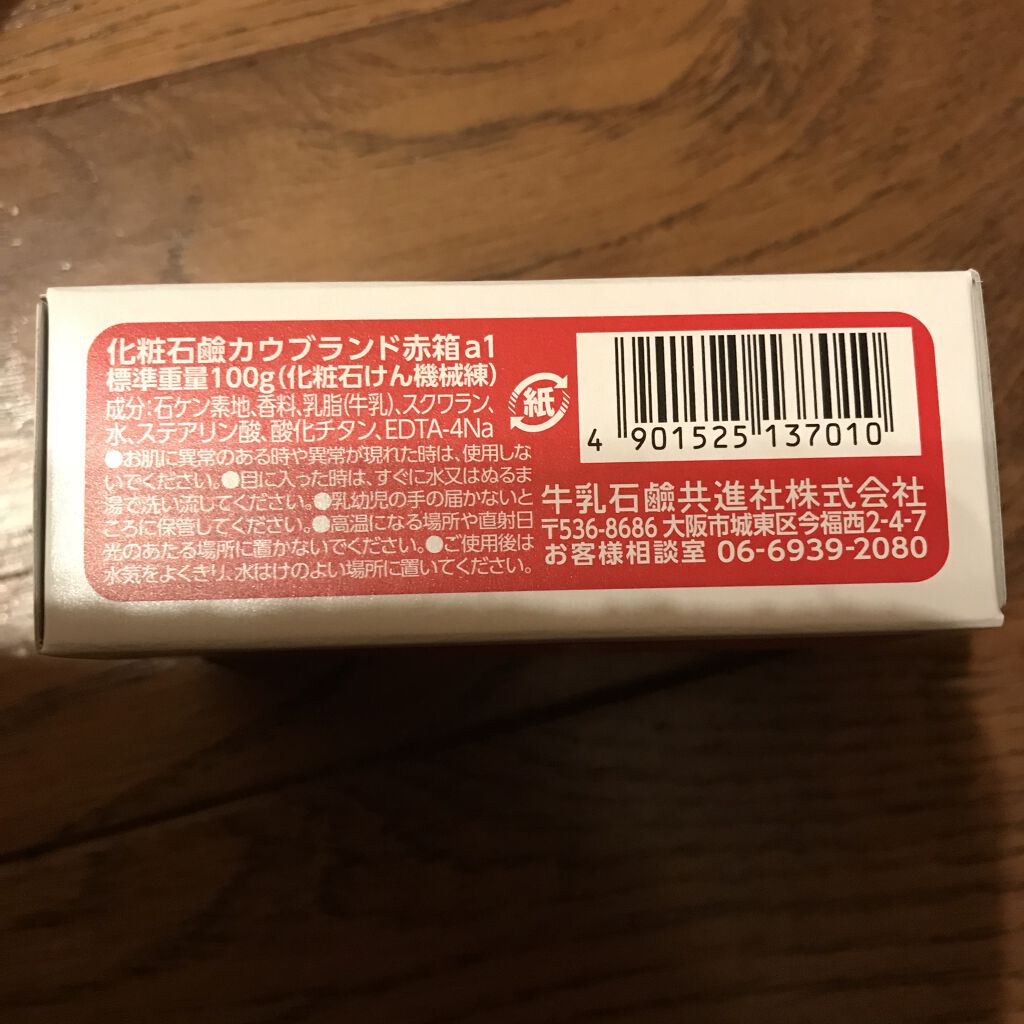 化粧石鹼カウブランド赤箱a1
標準重量100g(化粧石けん機械練)
成分:石ケン素地、香料、乳脂(牛乳)、スクワラン、
水、ステアリン酸、酸化チタン、EDTA-4Na
●お肌に異常のある時や異常が現れた時は、使用しな
いでください。●目に入った時は、すぐに水又はぬるま
湯で洗い流してください。●乳幼児の手の届かないと
ころに保管してください。●高温になる場所や直射日
光のあたる場所に置かないでください。●ご使用後は
水気をよくきり、水はけのよい場所に置いてください。
紙
4 901525 137010
牛乳石鹼共進社株式会社
〒536-8686 大阪市城東区今福西2-4-7
お客様相談室 06-6939-2080